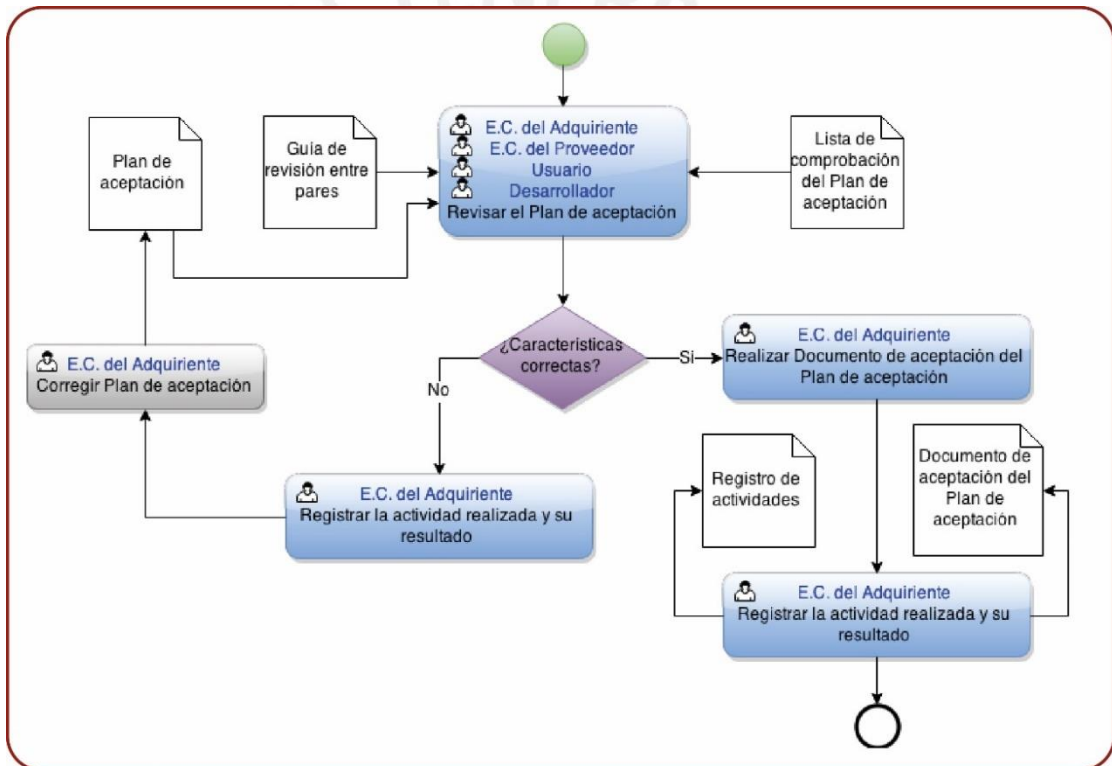 E.C. del Adquiriente
E.C. del Proveedor
Usuario
Desarrollador
Revisar el Plan de aceptación
Plan de
aceptación
Guía de
revisión entre
pares
Lista de
comprobación
del Plan de
aceptación
¿Características
correctas?
No
Si
E.C. del Adquiriente
Corregir Plan de aceptación
E.C. del Adquiriente
Realizar Documento de aceptación del
Plan de aceptación
E.C. del Adquiriente
Registrar la actividad realizada y su
resultado
Registro de
actividades
Documento de
aceptación del
Plan de
aceptación
E.C. del Adquiriente
Registrar la actividad realizada y su
resultado